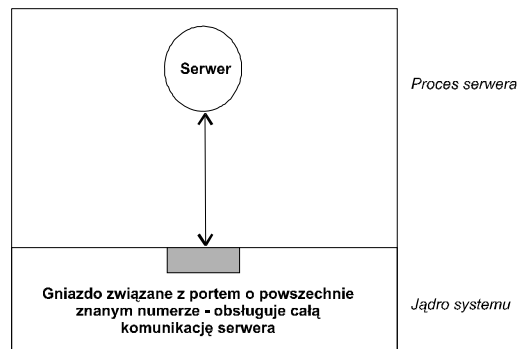 Serwer
Proces serwera
Gniazdo związane z portem o powszechnie
znanym numerze - obsługuje całą
komunikację serwera
Jądro systemu